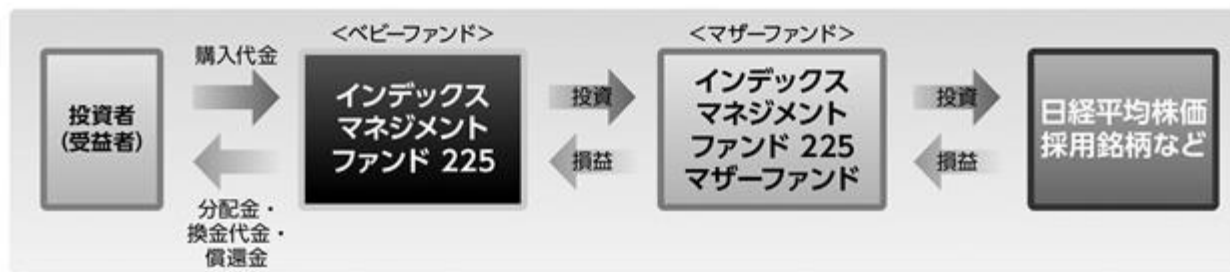 投資者
(受益者)
購入代金
分配金・
換金代金・
償還金
<ベビーファンド>
インデックス
マネジメント
ファンド 225
投資
損益
<マザーファンド>
インデックス
マネジメント
ファンド 225
マザーファンド
投資
損益
日経平均株価
採用銘柄など